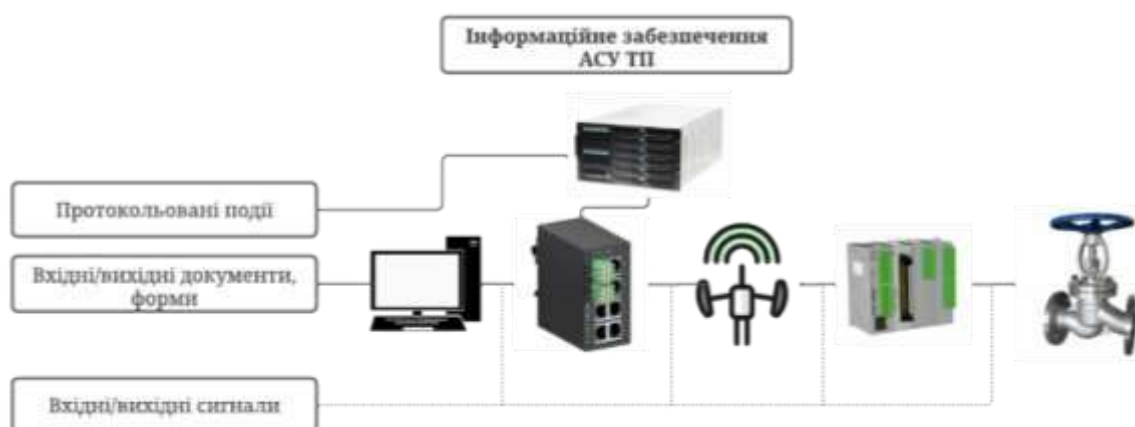 Інформаційне забезпечення
АСУ ТП
Протокольовані події
Вхідні/вихідні документи,
форми
Вхідні/вихідні сигнали